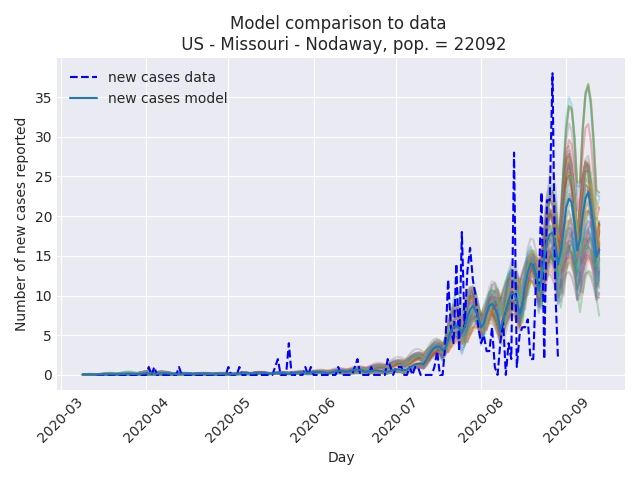 Model comparison to data
US - Missouri - Nodaway, pop. = 22092
new cases data
new cases model
Number of new cases reported
35
30
25
20
15
10
5
0
2020-03
2020-04
2020-05
2020-06
2020-07
2020-08
2020-09
Day